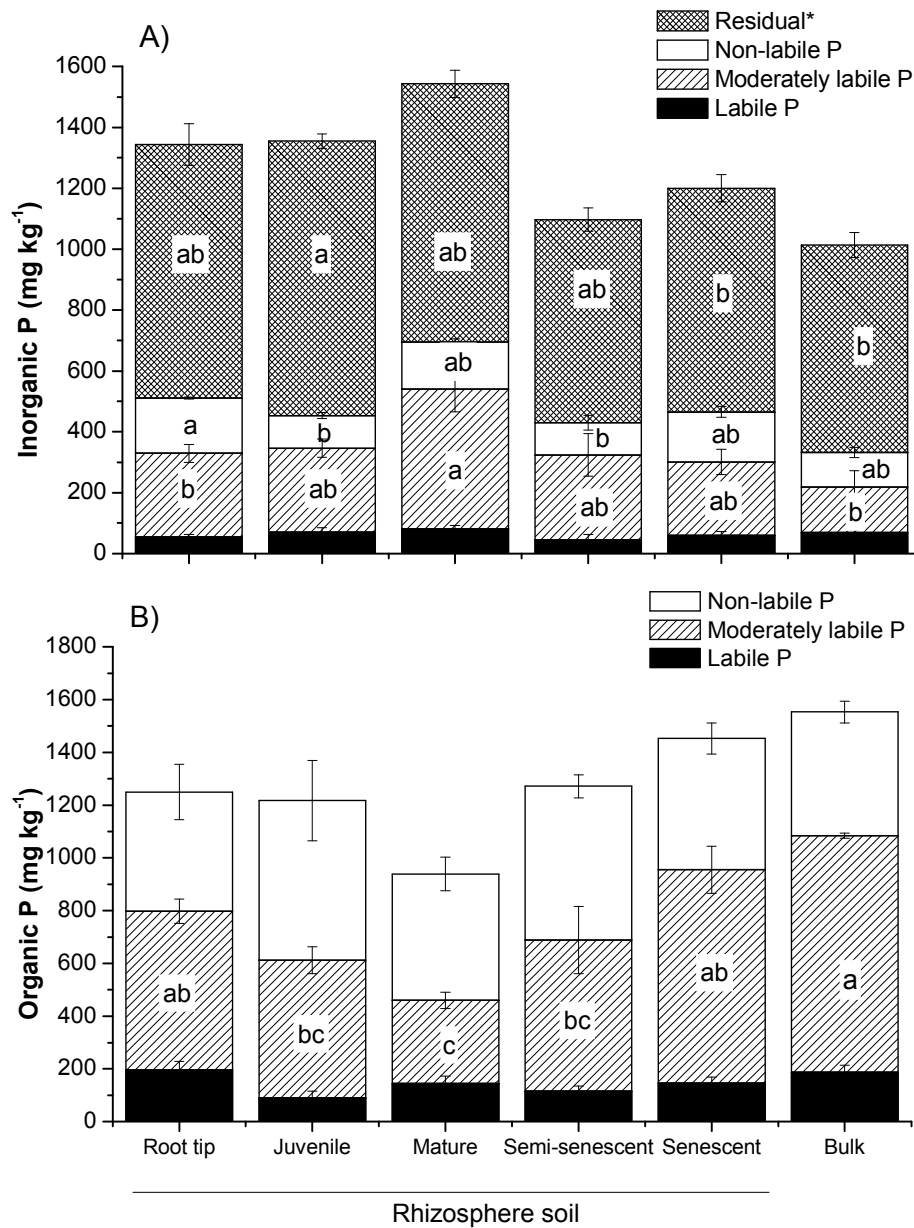 A)
Residual*
Non-labile P
Moderately labile P
Labile P
Inorganic P (mg kg-1)
1600
1400
1200
1000
800
600
400
200
0
ab
a
ab
ab
b
b
a
b
ab
b
ab
ab
b
ab
a
ab
ab
b
B)
Non-labile P
Moderately labile P
Labile P
Organic P (mg kg-1)
1800
1600
1400
1200
1000
800
600
400
200
0
ab
bc
c
bc
ab
a
Root tip Juvenile Mature Semi-senescent Senescent Bulk
Rhizosphere soil